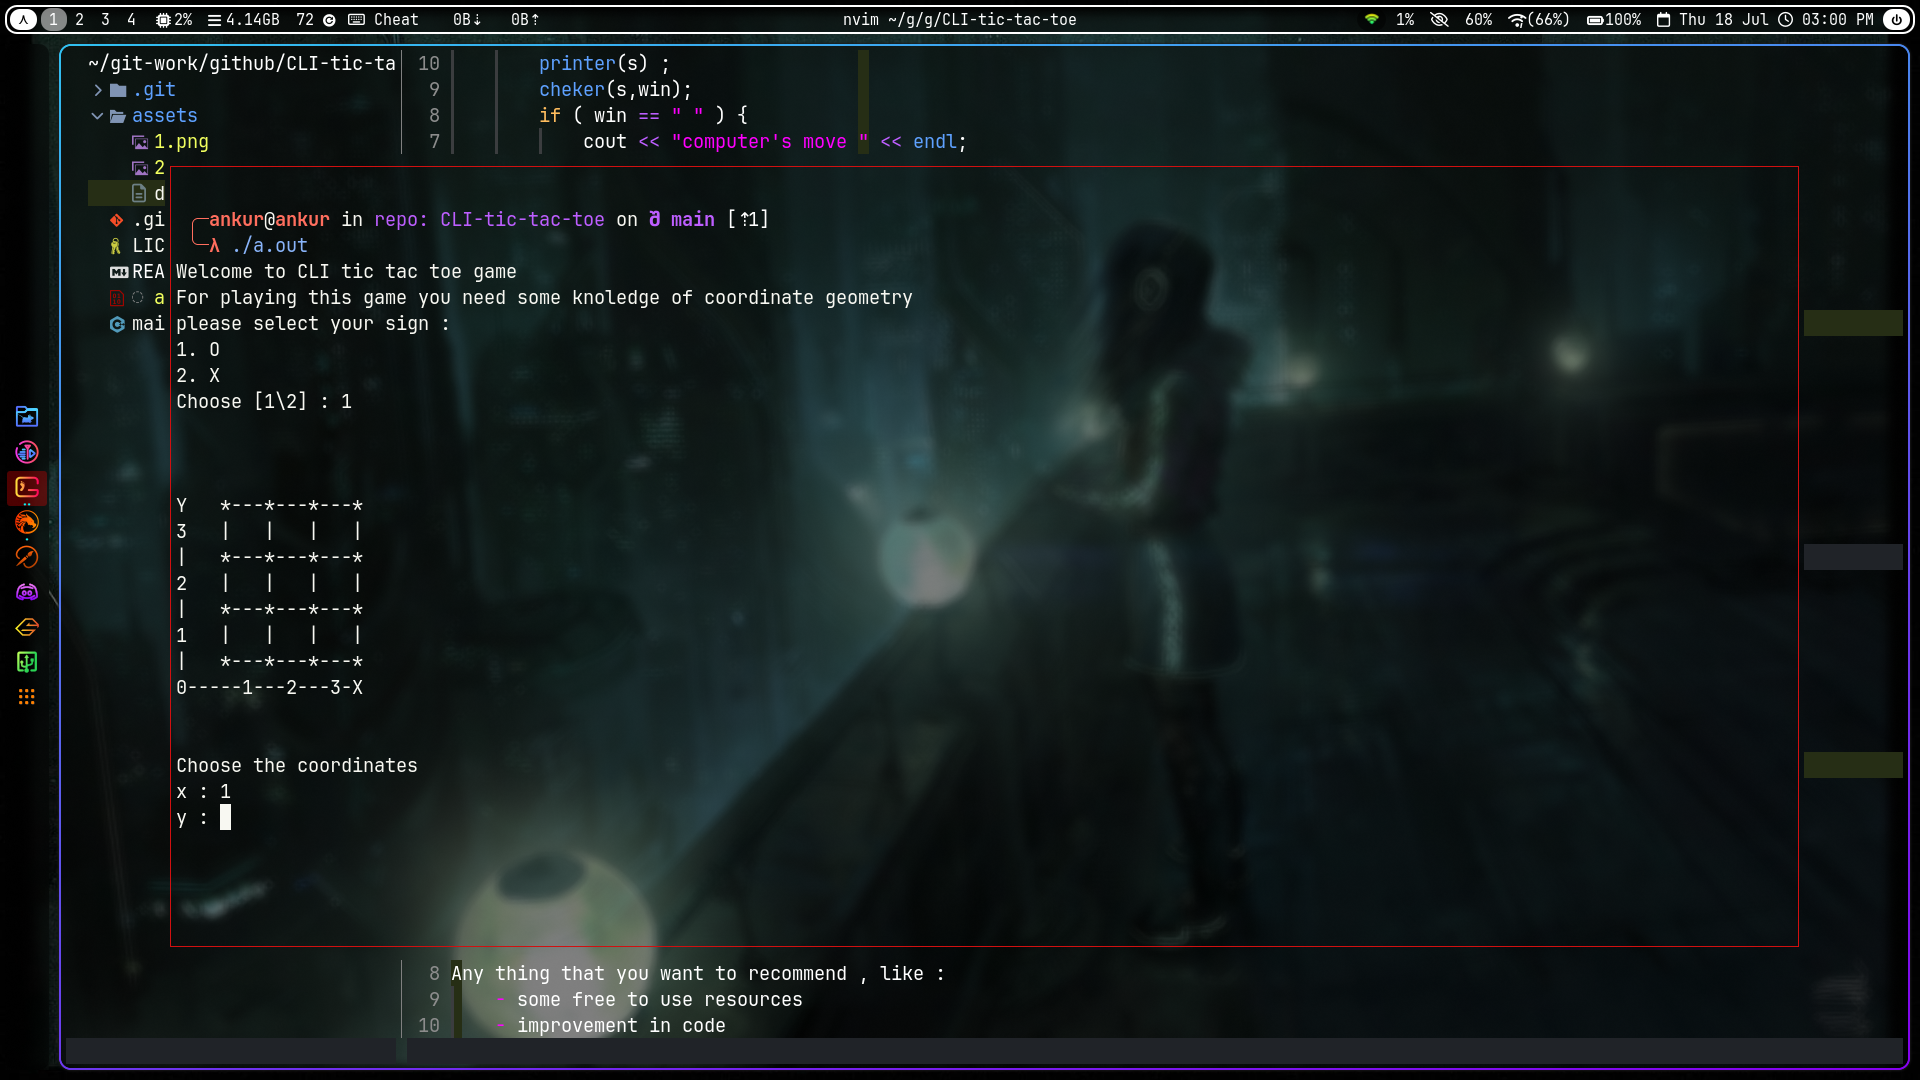 1 2 3 4 2% 4.14GB 72 Cheat 0B↓ 0B↑ nvim ~/g/g/CLI-tic-tac-toe 1% 60% (66%) 100% Thu 18 Jul 03:00 PM
~/git-work/github/CLI-tic-ta
.git
assets
1.png
2
d
.gi
LIC
REA
a
mai
10 printer(s) ;
9 cheker(s,win);
8 if ( win == " " ) {
7 cout << "computer's move " << endl;
ankur@ankur in repo: CLI-tic-tac-toe on main [⇡1]
λ ./a.out
Welcome to CLI tic tac toe game
For playing this game you need some knoledge of coordinate geometry
please select your sign :
1. O
2. X
Choose [1\2] : 1
Y   *---*---*---*
3   |   |   |   |
|   *---*---*---*
2   |   |   |   |
|   *---*---*---*
1   |   |   |   |
|   *---*---*---*
0-----1---2---3-X
Choose the coordinates
x : 1
y :
8 Any thing that you want to recommend , like :
9 - some free to use resources
10 - improvement in code